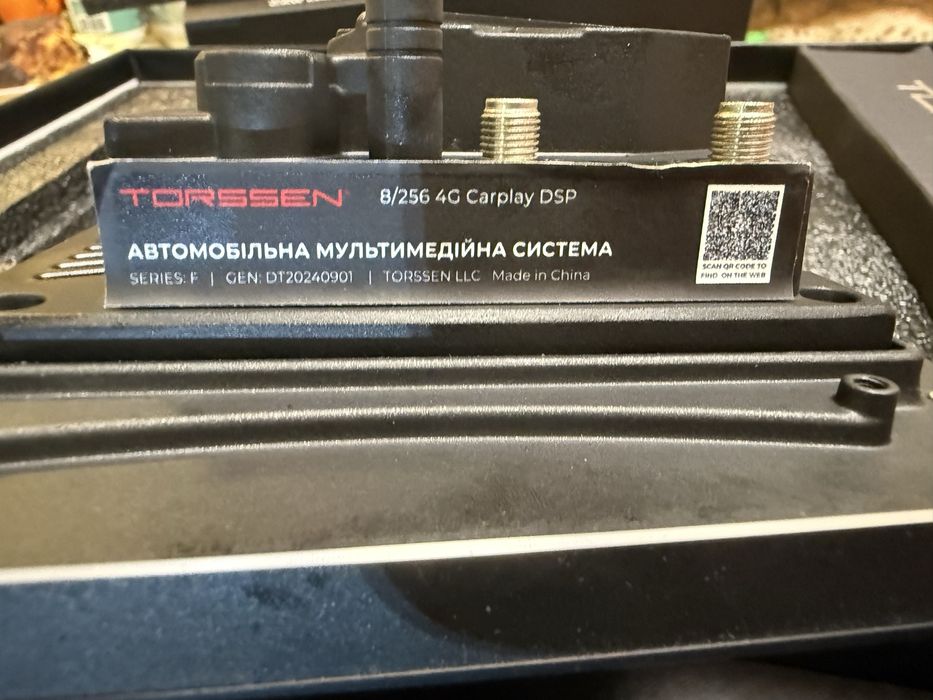 TORSSEN 8/256 4G Carplay DSP
АВТОМОБІЛЬНА МУЛЬТИМЕДІЙНА СИСТЕМА
SERIES: F | GEN: DT20240901 | TORSSEN LLC Made in China
SCAN QR CODE TO
FIND ON THE WEB